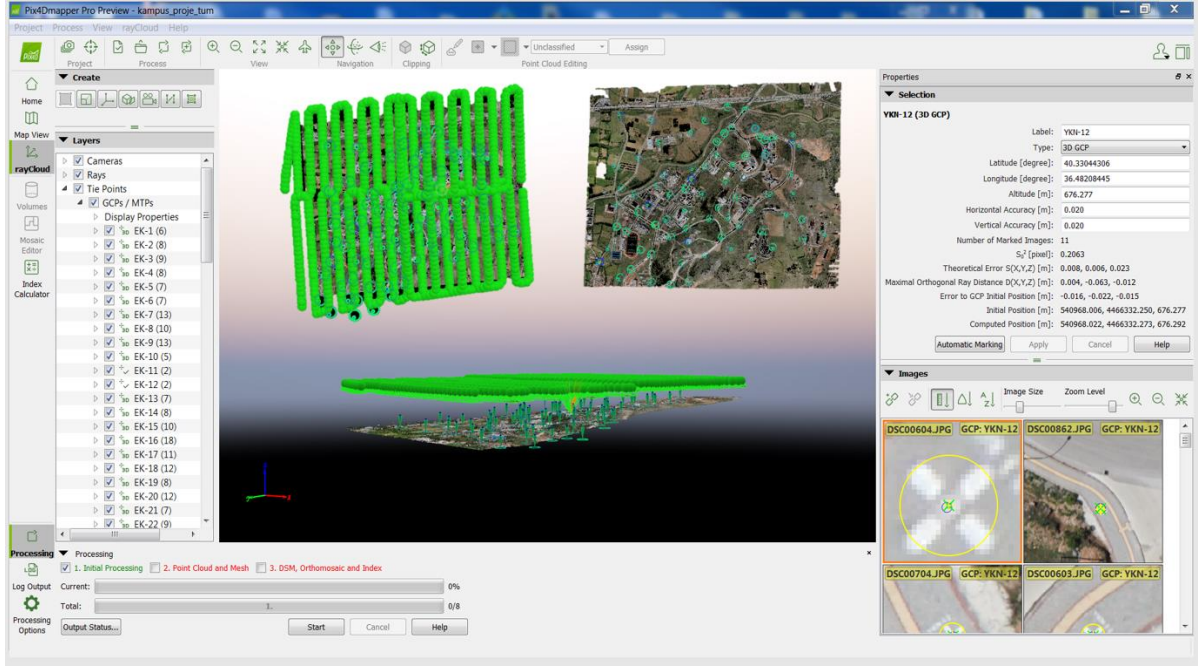 Pix4Dmapper Pro Preview - kampus_proje_tum
Project Process View rayCloud Help
Unclassified Assign
Project Process View Navigation Clipping Point Cloud Editing
Home
Map View
rayCloud
Volumes
Mosaic
Editor
Index
Calculator
Create
Layers
Cameras
Rays
Tie Points
GCPs / MTPs
Display Properties
EK-1 (6)
EK-2 (8)
EK-3 (9)
EK-4 (8)
EK-5 (7)
EK-6 (7)
EK-7 (13)
EK-8 (10)
EK-9 (13)
EK-10 (5)
EK-11 (2)
EK-12 (2)
EK-13 (7)
EK-14 (8)
EK-15 (10)
EK-16 (18)
EK-17 (11)
EK-18 (12)
EK-19 (8)
EK-20 (12)
EK-21 (7)
EK-22 (9)
Processing
Log Output
Processing
Options
Processing
1. Initial Processing 2. Point Cloud and Mesh 3. DSM, Orthomosaic and Index
Current: 0%
Total: 1. 0/8
Output Status... Start Cancel Help
Properties
Selection
YKN-12 (3D GCP)
Label: YKN-12
Type: 3D GCP
Latitude [degree]: 40.33044306
Longitude [degree]: 36.48208445
Altitude [m]: 676.277
Horizontal Accuracy [m]: 0.020
Vertical Accuracy [m]: 0.020
Number of Marked Images: 11
S₀² [pixel]: 0.2063
Theoretical Error S(X,Y,Z) [m]: 0.008, 0.006, 0.023
Maximal Orthogonal Ray Distance D(X,Y,Z) [m]: 0.004, -0.063, -0.012
Error to GCP Initial Position [m]: -0.016, -0.022, -0.015
Initial Position [m]: 540968.006, 4466332.250, 676.277
Computed Position [m]: 540968.022, 4466332.273, 676.292
Automatic Marking Apply Cancel Help
Images
Image Size Zoom Level
DSC00604.JPG GCP: YKN-12 DSC00862.JPG GCP: YKN-12
DSC00704.JPG GCP: YKN-12 DSC00603.JPG GCP: YKN-12